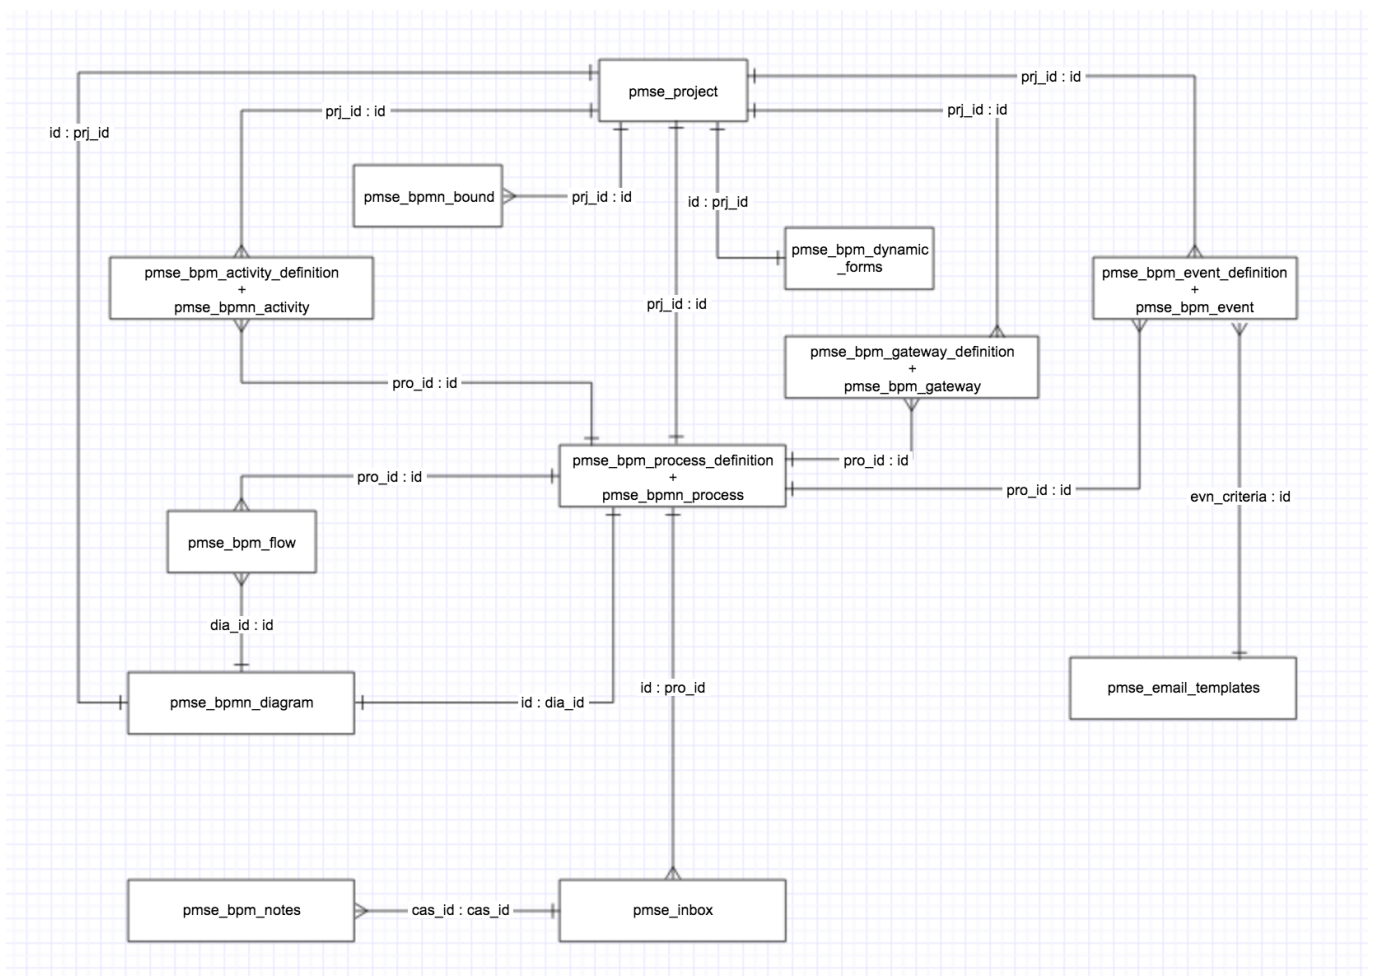 pmse_project
prj_id : id
prj_id : id
prj_id : id
id : prj_id
pmse_bpmn_bound
prj_id : id
id : prj_id
pmse_bpm_dynamic
_forms
pmse_bpm_activity_definition
+
pmse_bpmn_activity
pmse_bpm_event_definition
+
pmse_bpm_event
prj_id : id
pmse_bpm_gateway_definition
+
pmse_bpm_gateway
pro_id : id
pmse_bpm_process_definition
+
pmse_bpmn_process
pro_id : id
pro_id : id
pro_id : id
evn_criteria : id
pmse_bpm_flow
dia_id : id
id : pro_id
pmse_email_templates
pmse_bpmn_diagram
id : dia_id
pmse_bpm_notes
cas_id : cas_id
pmse_inbox